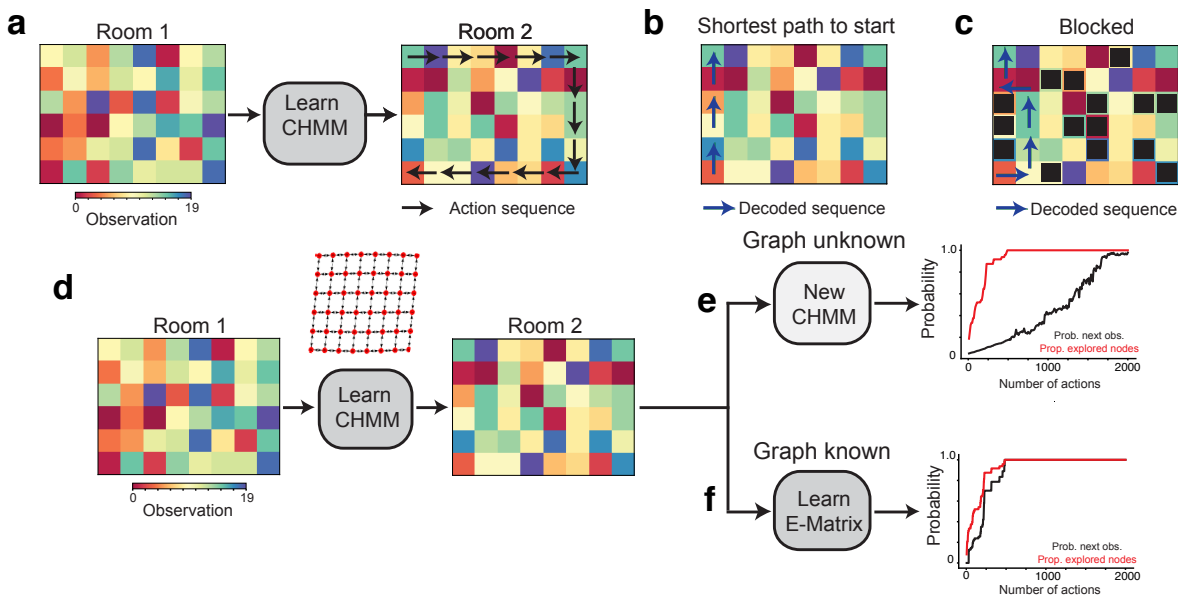 a
Room 1
Learn
CHMM
Room 2
0
19
Observation
Action sequence
b
Shortest path to start
Decoded sequence
c
Blocked
Decoded sequence
d
Room 1
0
19
Observation
Learn
CHMM
Room 2
Graph unknown
e
New
CHMM
Probability
1.0
0
Prob. next obs.
Prop. explored nodes
0
1000
2000
Number of actions
Graph known
f
Learn
E-Matrix
Probability
1.0
0
Prob. next obs.
Prop. explored nodes
0
1000
2000
Number of actions